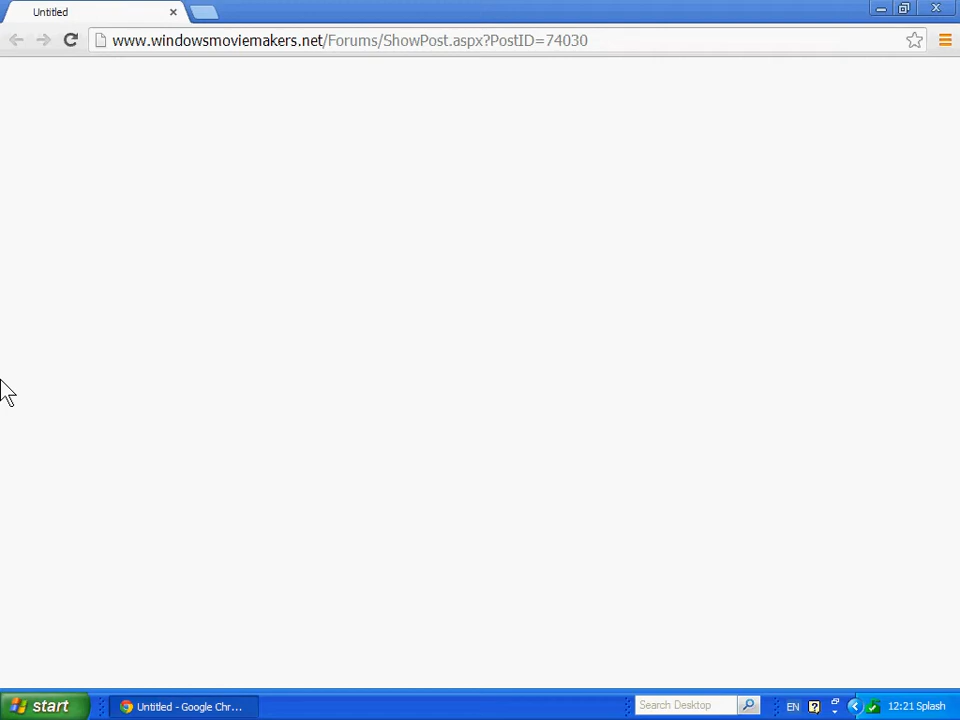 Untitled
www.windowsmoviemakers.net/Forums/ShowPost.aspx?PostID=74030
start
Untitled - Google Chr...
Search Desktop
EN
12:21 Splash